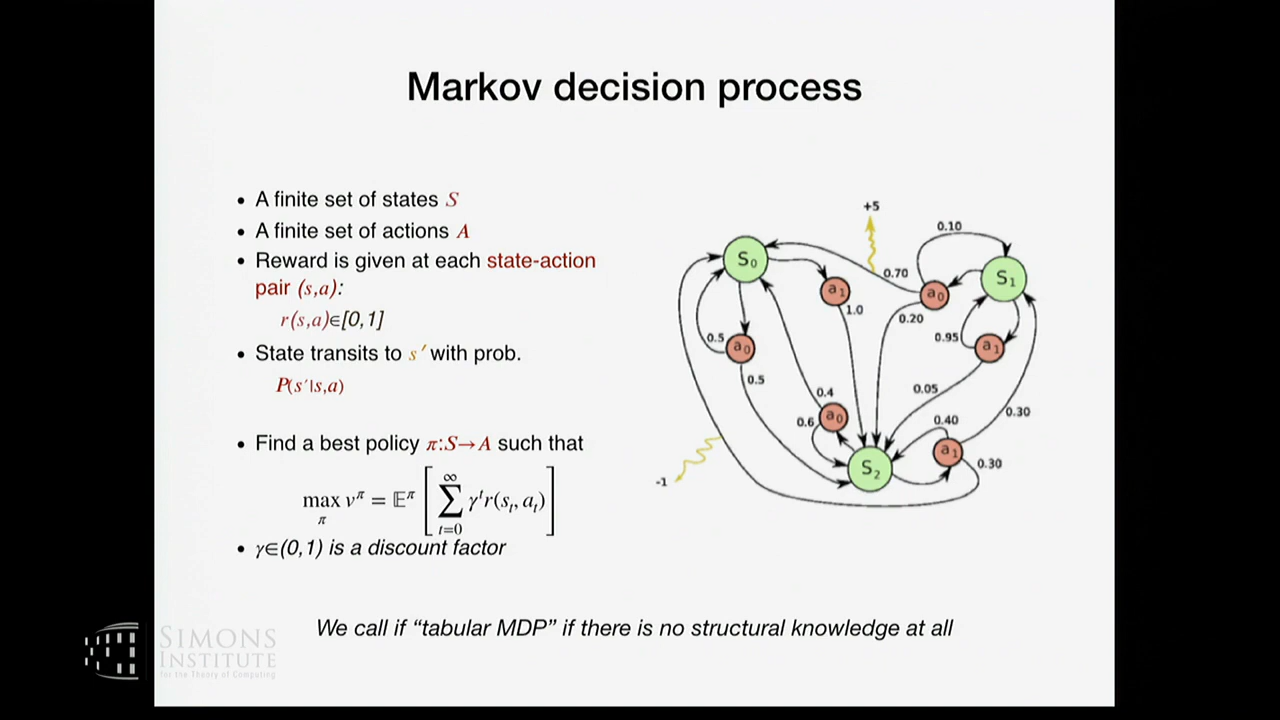 Markov decision process
• A finite set of states S
• A finite set of actions A
• Reward is given at each state-action
pair (s,a):
r(s,a)∈[0,1]
• State transits to s′ with prob.
P(s′|s,a)
• Find a best policy π:S→A such that
max_π v^π = 𝔼^π [ ∑_{t=0}^{∞} γ^t r(s_t, a_t) ]
• γ∈(0,1) is a discount factor
+5
0.10
S₀
S₁
0.70
a₁
a₀
1.0
0.20
0.5
a₀
0.95
a₁
0.5
0.05
0.4
0.30
a₀
0.6
0.40
a₁
S₂
0.30
-1
We call if “tabular MDP” if there is no structural knowledge at all
SIMONS
INSTITUTE
for the Theory of Computing